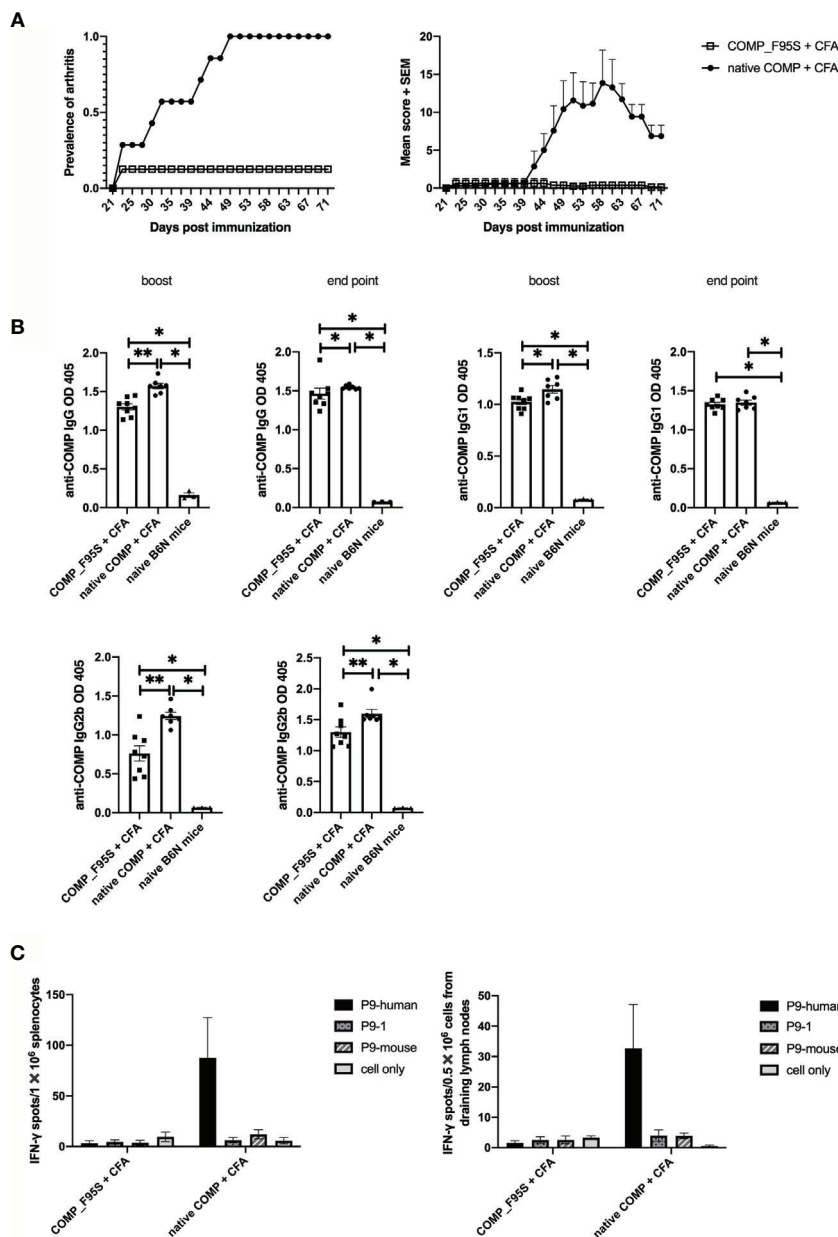 A
Prevalence of arthritis
1.0
0.5
0.0
21 25 30 35 39 44 49 53 58 63 67 71
Days post immunization
Mean score + SEM
20
15
10
5
0
21 25 30 35 39 44 49 53 58 63 67 71
Days post immunization
COMP_F95S + CFA
native COMP + CFA
B
boost
anti-COMP IgG OD 405
2.0
1.5
1.0
0.5
0.0
*
** *
COMP_F95S + CFA
native COMP + CFA
naive B6N mice
end point
anti-COMP IgG OD 405
2.0
1.5
1.0
0.5
0.0
*
* *
COMP_F95S + CFA
native COMP + CFA
naive B6N mice
boost
anti-COMP IgG1 OD 405
1.5
1.0
0.5
0.0
*
* *
COMP_F95S + CFA
native COMP + CFA
naive B6N mice
end point
anti-COMP IgG1 OD 405
2.0
1.5
1.0
0.5
0.0
*
*
COMP_F95S + CFA
native COMP + CFA
naive B6N mice
anti-COMP IgG2b OD 405
2.0
1.5
1.0
0.5
0.0
*
** *
COMP_F95S + CFA
native COMP + CFA
naive B6N mice
anti-COMP IgG2b OD 405
2.5
2.0
1.5
1.0
0.5
0.0
*
** *
COMP_F95S + CFA
native COMP + CFA
naive B6N mice
C
IFN-γ spots/1 × 10⁶ splenocytes
150
100
50
0
COMP_F95S + CFA
native COMP + CFA
P9-human
P9-1
P9-mouse
cell only
IFN-γ spots/0.5 × 10⁶ cells from
draining lymph nodes
50
40
30
20
10
0
COMP_F95S + CFA
native COMP + CFA
P9-human
P9-1
P9-mouse
cell only